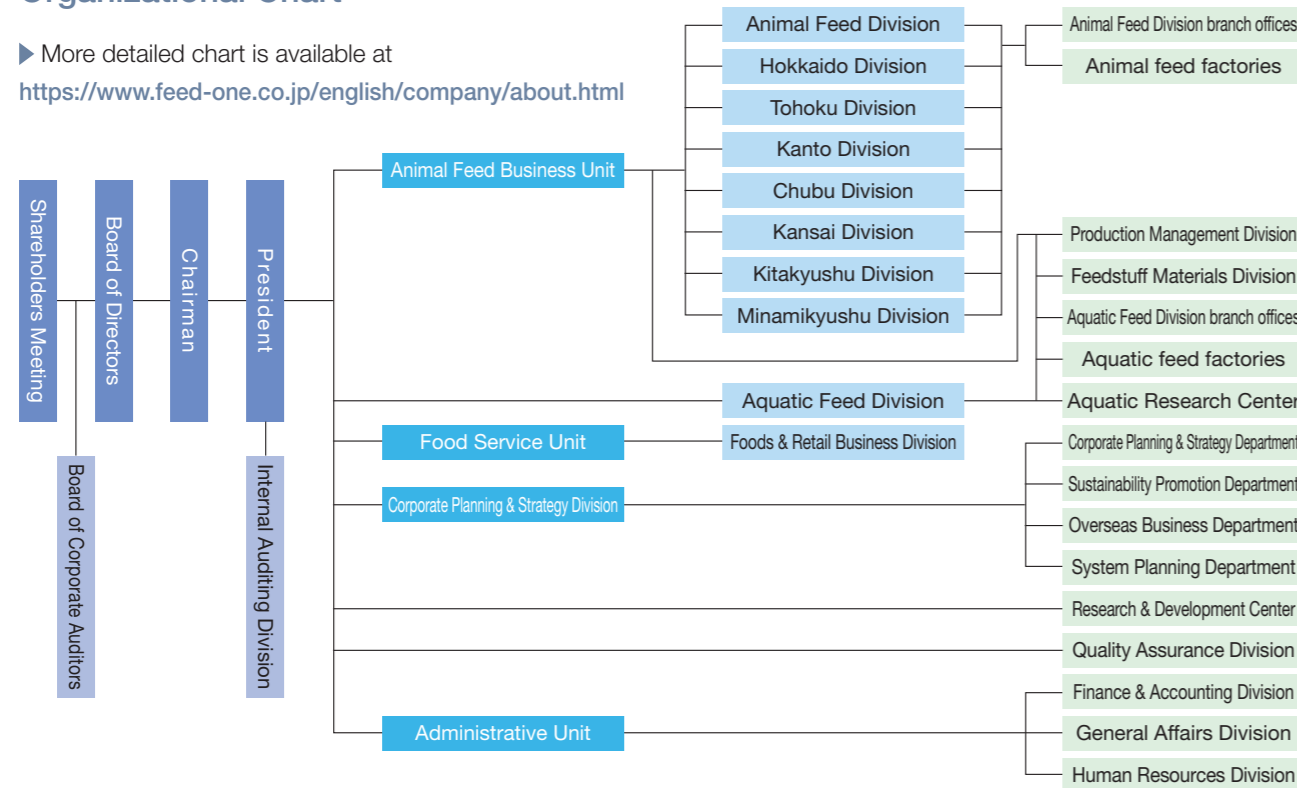 Organizational Chart
▶ More detailed chart is available at
https://www.feed-one.co.jp/english/company/about.html
Shareholders Meeting
Board of Directors
Chairman
President
Board of Corporate Auditors
Internal Auditing Division
Animal Feed Business Unit
Food Service Unit
Corporate Planning & Strategy Division
Administrative Unit
Animal Feed Division
Hokkaido Division
Tohoku Division
Kanto Division
Chubu Division
Kansai Division
Kitakyushu Division
Minamikyushu Division
Aquatic Feed Division
Foods & Retail Business Division
Animal Feed Division branch offices
Animal feed factories
Production Management Division
Feedstuff Materials Division
Aquatic Feed Division branch offices
Aquatic feed factories
Aquatic Research Center
Corporate Planning & Strategy Department
Sustainability Promotion Department
Overseas Business Department
System Planning Department
Research & Development Center
Quality Assurance Division
Finance & Accounting Division
General Affairs Division
Human Resources Division